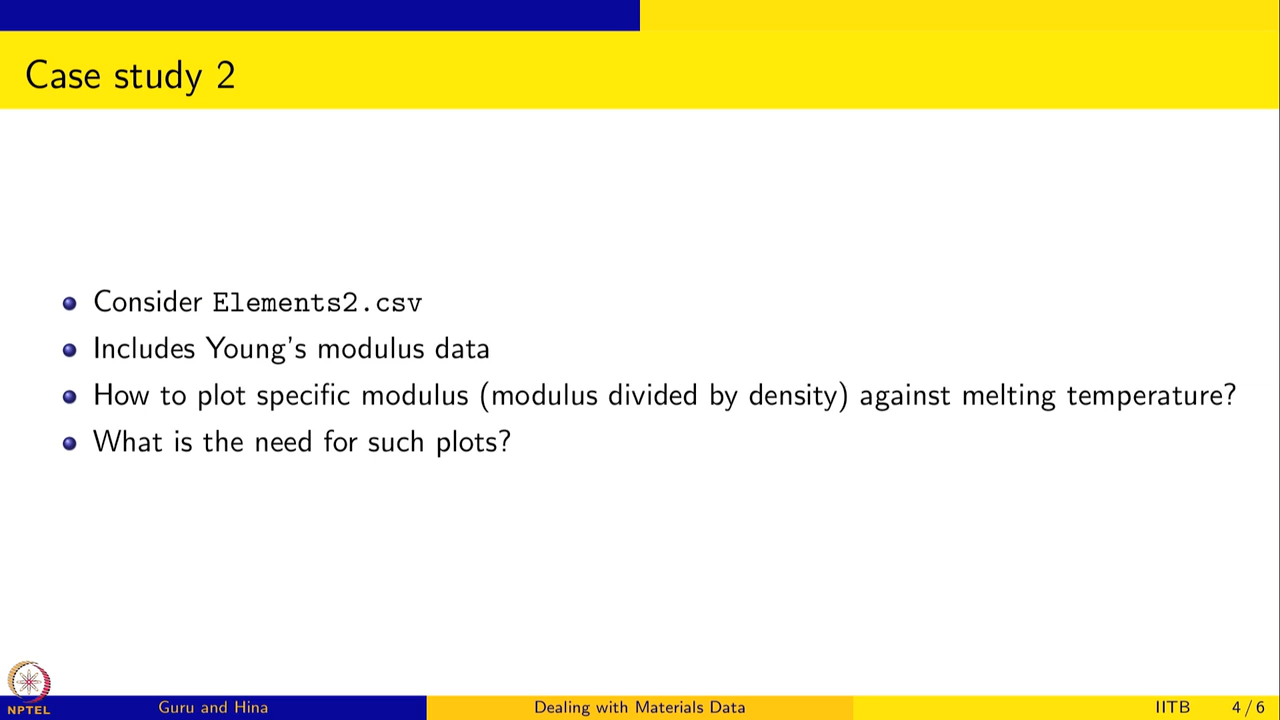 Case study 2
Consider Elements2.csv
Includes Young's modulus data
How to plot specific modulus (modulus divided by density) against melting temperature?
What is the need for such plots?
NPTEL
Guru and Hina
Dealing with Materials Data
IITB
4 / 6